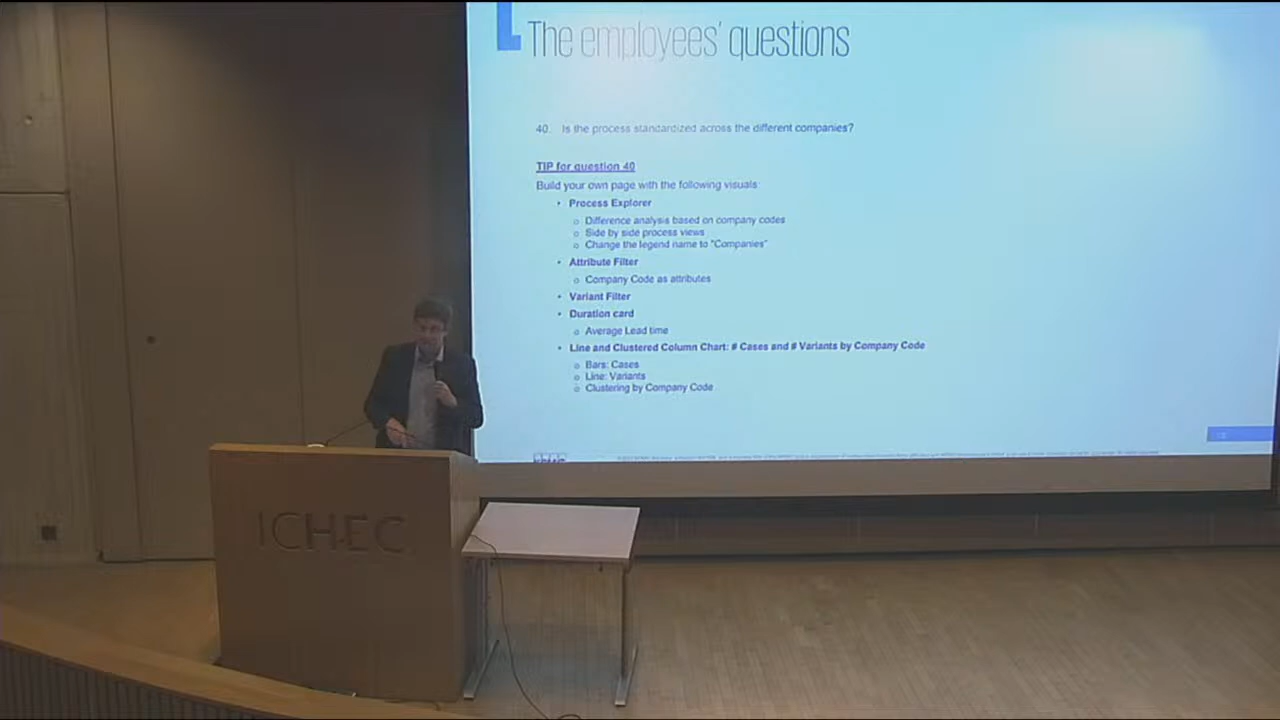 The employees' questions
40. Is the process standardized across the different companies?
TIP for question 40
Build your own page with the following visuals:
• Process Explorer
o Difference analysis based on company codes
o Side by side process views
o Change the legend name to "Companies"
• Attribute Filter
o Company Code as attributes
• Variant Filter
• Duration card
o Average Lead time
• Line and Clustered Column Chart: # Cases and # Variants by Company Code
o Bars: Cases
o Line: Variants
o Clustering by Company Code
ICHEC